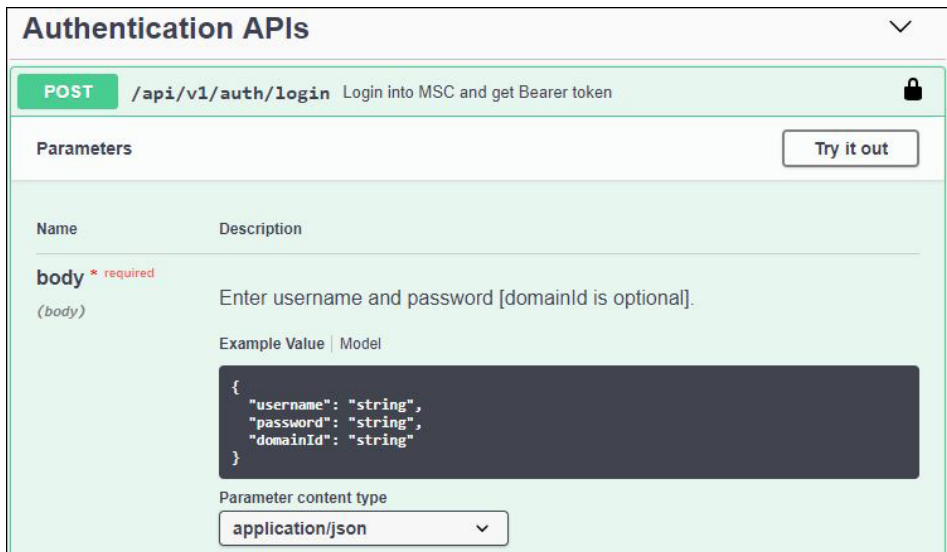 Authentication APIs
POST /api/v1/auth/login Login into MSC and get Bearer token
Parameters Try it out
Name Description
body * required
(body)
Enter username and password [domainId is optional].
Example Value | Model
{
"username": "string",
"password": "string",
"domainId": "string"
}
Parameter content type
application/json